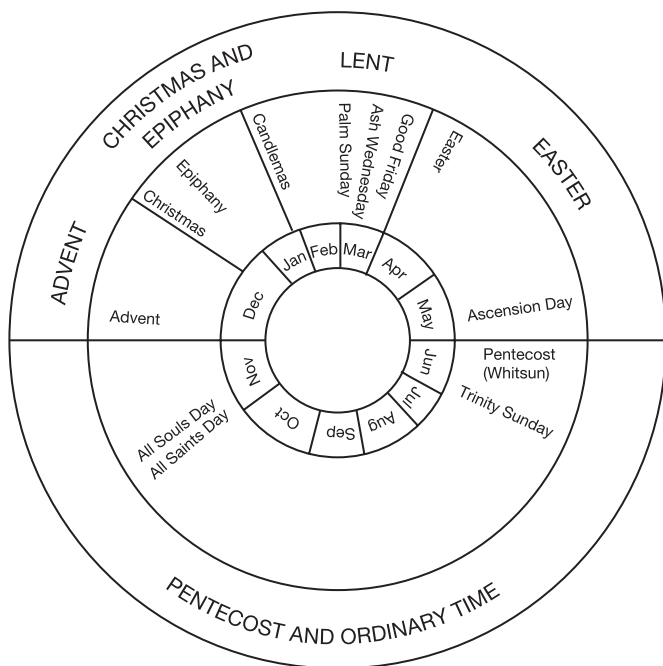 CHRISTMAS AND
EPIPHANY
LENT
EASTER
ADVENT
PENTECOST AND ORDINARY TIME
Advent
Christmas
Epiphany
Candlemas
Palm Sunday
Ash Wednesday
Good Friday
Easter
Ascension Day
Pentecost
(Whitsun)
Trinity Sunday
All Souls Day
All Saints Day
Jan
Feb
Mar
Apr
May
Jun
Jul
Aug
Sep
Oct
Nov
Dec